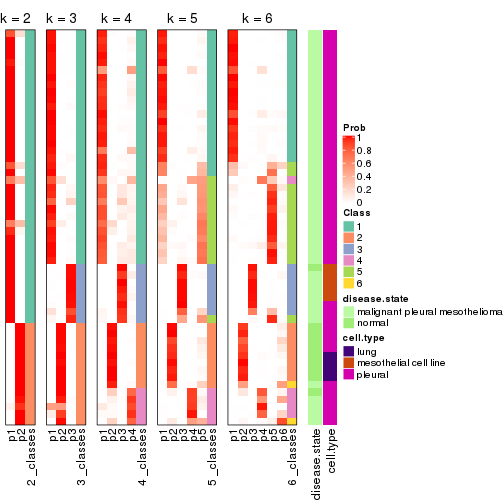 k = 2 k = 3 k = 4 k = 5 k = 6
Prob
1
0.8
0.6
0.4
0.2
0
Class
1
2
3
4
5
6
disease.state
malignant pleural mesothelioma
normal
cell.type
lung
mesothelial cell line
pleural
p1
p2
2_classes
p1
p2
p3
3_classes
p1
p2
p3
p4
4_classes
p1
p2
p3
p4
p5
5_classes
p1
p2
p3
p4
p5
p6
6_classes
disease.state
cell.type